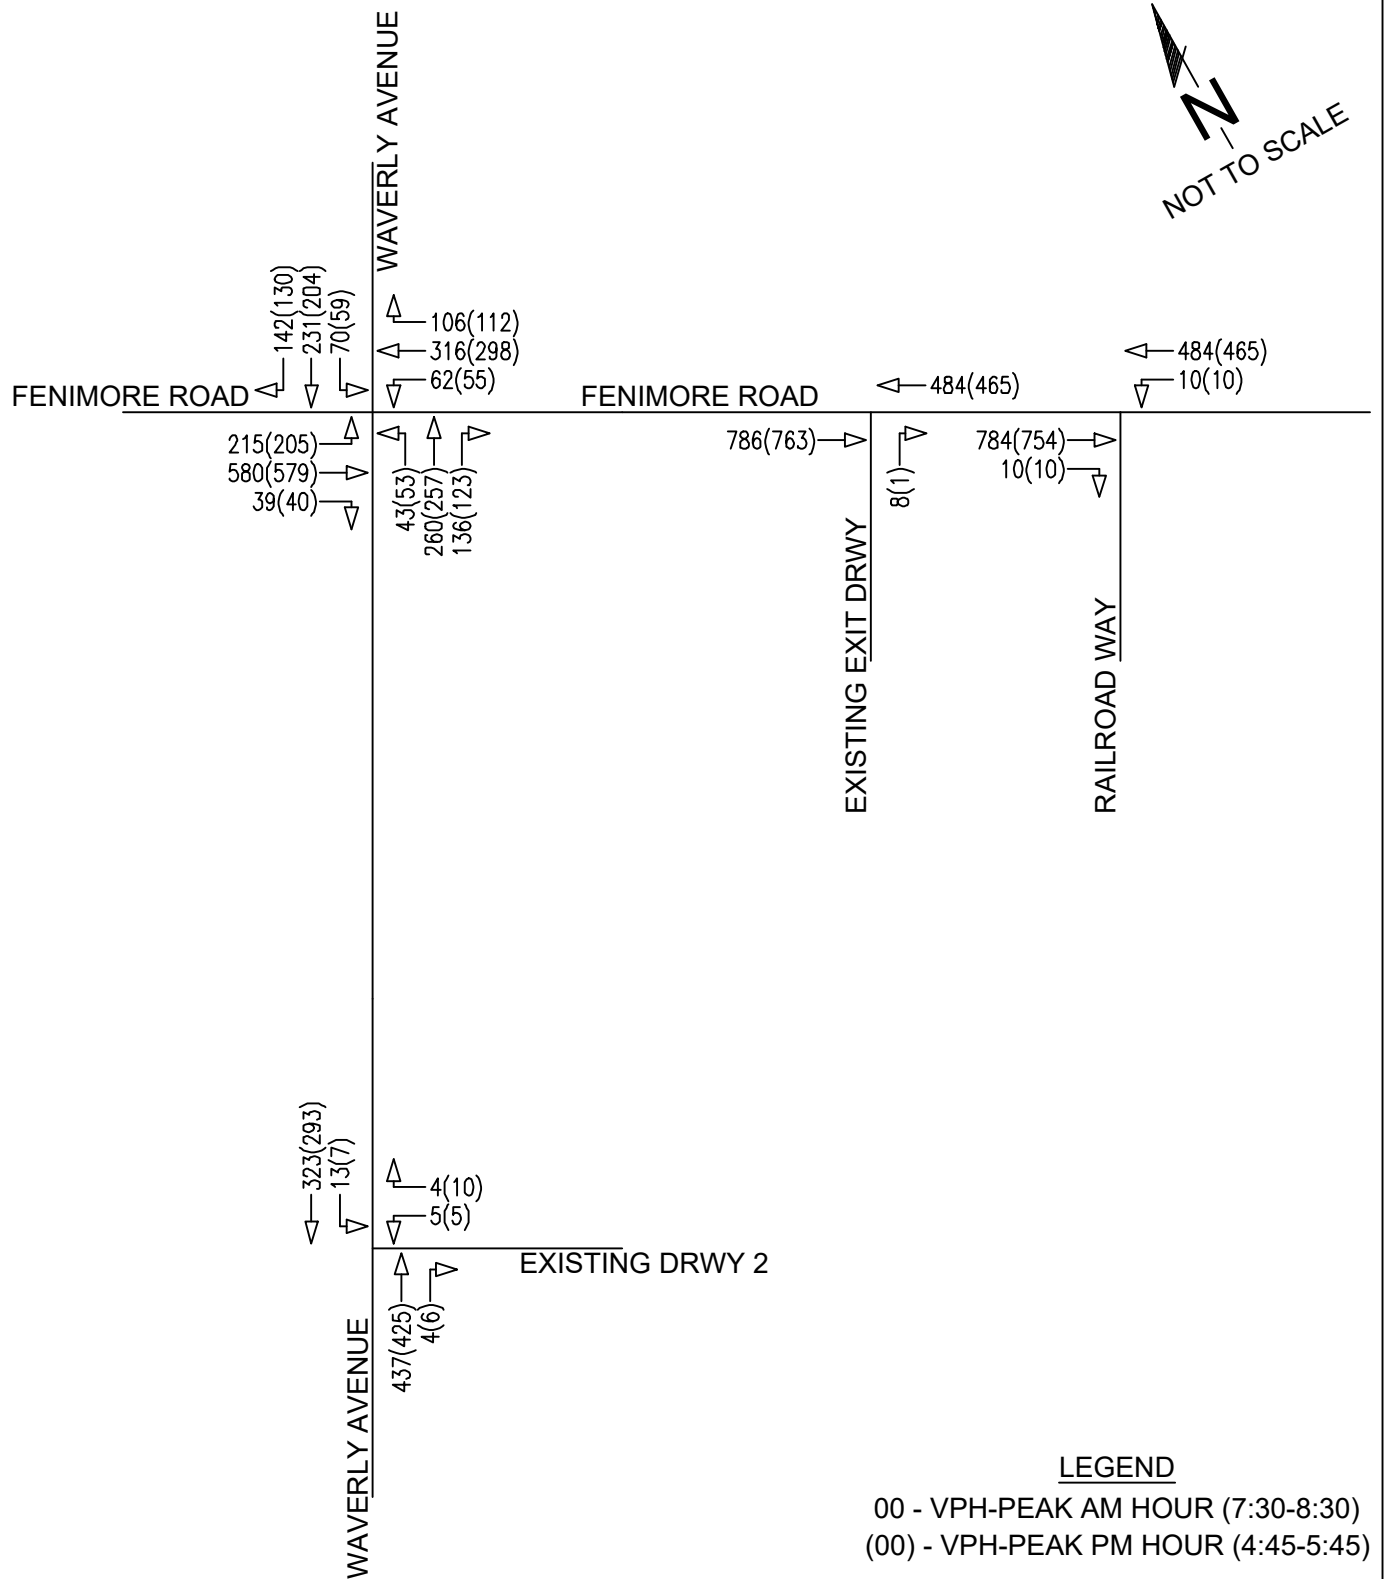 WAVERLY AVENUE
N
NOT TO SCALE
142(130)
231(204)
70(59)
106(112)
316(298)
62(55)
FENIMORE ROAD
FENIMORE ROAD
484(465)
484(465)
10(10)
215(205)
580(579)
39(40)
43(53)
260(257)
136(123)
786(763)
8(1)
784(754)
10(10)
EXISTING EXIT DRWY
RAILROAD WAY
323(293)
13(7)
4(10)
5(5)
EXISTING DRWY 2
437(425)
4(6)
WAVERLY AVENUE
LEGEND
00 - VPH-PEAK AM HOUR (7:30-8:30)
(00) - VPH-PEAK PM HOUR (4:45-5:45)